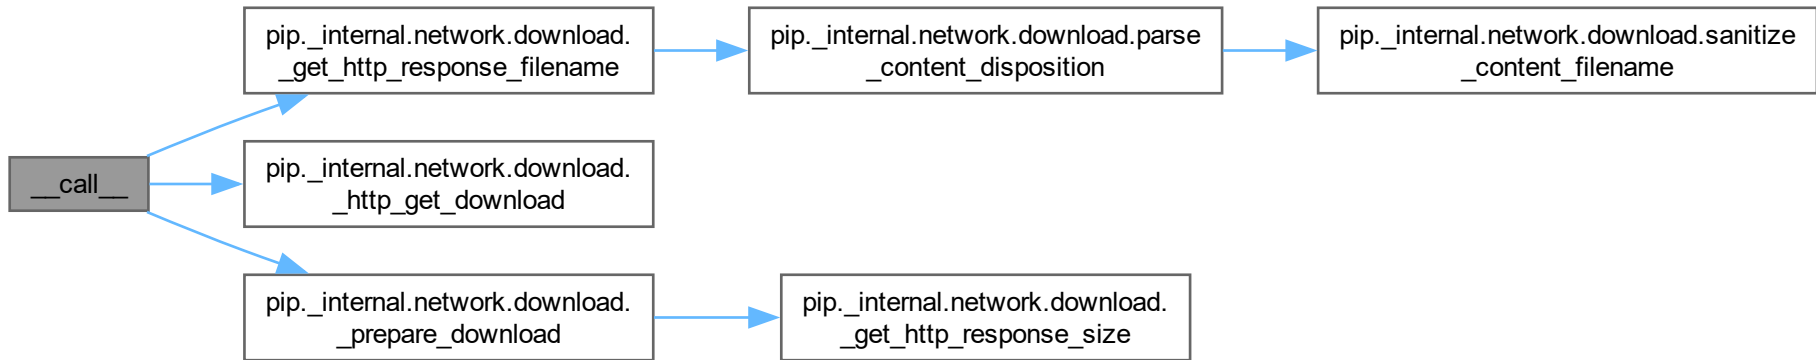 pip._internal.network.download.
_get_http_response_filename
pip._internal.network.download.parse
_content_disposition
pip._internal.network.download.sanitize
_content_filename
__call__
pip._internal.network.download.
_http_get_download
pip._internal.network.download.
_prepare_download
pip._internal.network.download.
_get_http_response_size